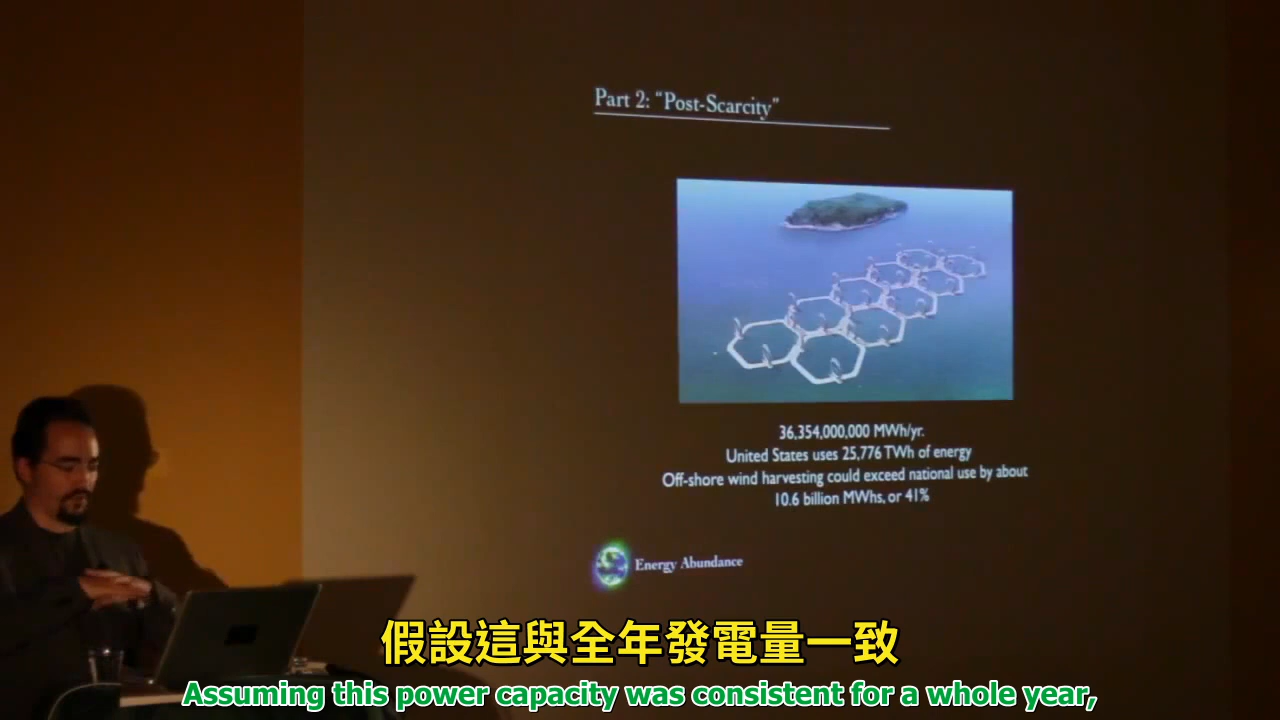 Part 2: "Post-Scarcity"
36,354,000,000 MWh/yr.
United States uses 25,776 TWh of energy
Off-shore wind harvesting could exceed national use by about
10.6 billion MWhs, or 41%
Energy Abundance
假設這與全年發電量一致
Assuming this power capacity was consistent for a whole year,